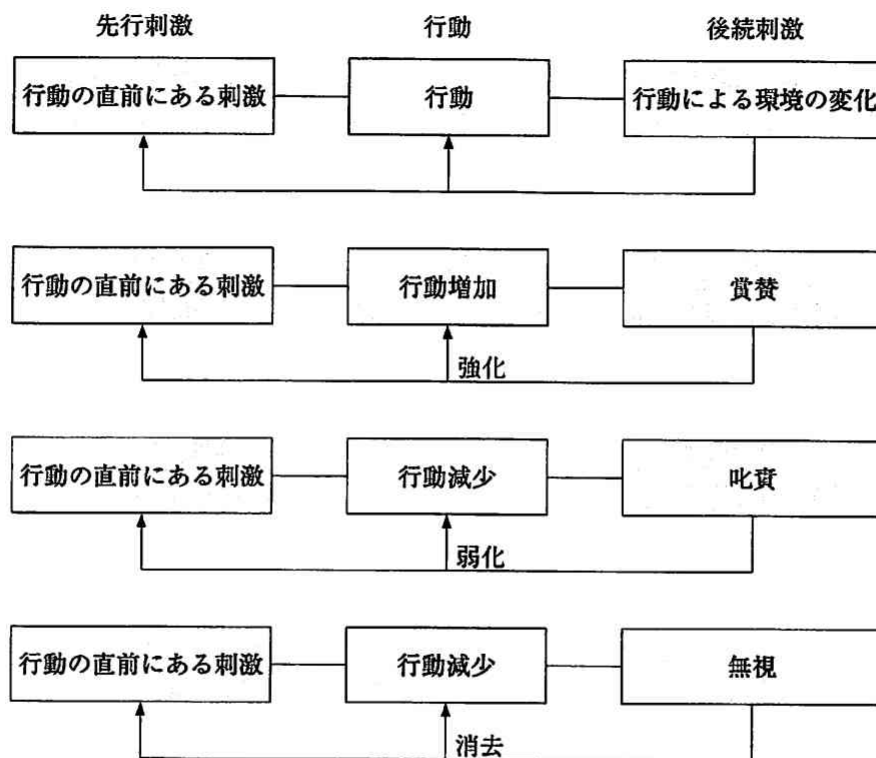 先行刺激 行動 後続刺激
行動の直前にある刺激 行動 行動による環境の変化
行動の直前にある刺激 行動増加 賞賛
強化
行動の直前にある刺激 行動減少 叱責
弱化
行動の直前にある刺激 行動減少 無視
消去